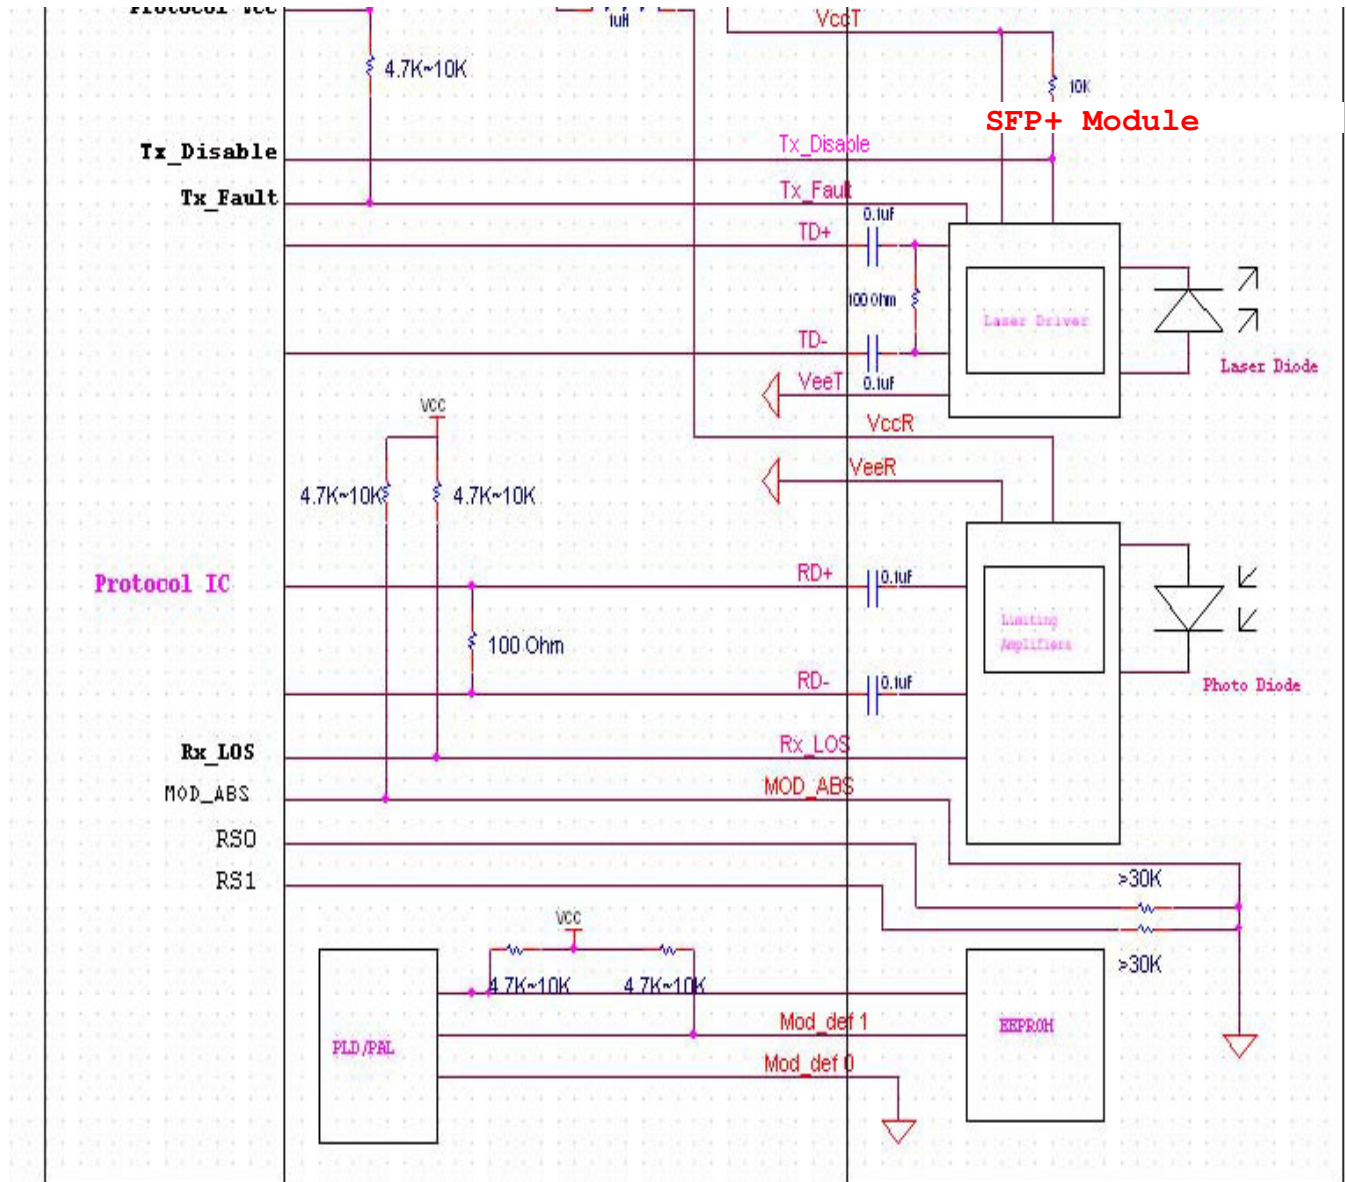 Protocol Vcc
1uH
VccT
4.7K~10K
10K
SFP+ Module
Tx_Disable
Tx_Disable
Tx_Fault
Tx_Fault
0.1uF
TD+
100 Ohm
Laser Driver
TD-
Laser Diode
VeeT
0.1uF
VCC
VccR
VeeR
4.7K~10K
4.7K~10K
Protocol IC
RD+
0.1uF
100 Ohm
Limiting
Amplifiers
RD-
0.1uF
Photo Diode
Rx_LOS
Rx_LOS
MOD_ABS
MOD_ABS
RS0
RS1
>30K
VCC
4.7K~10K
4.7K~10K
>30K
Mod_def 1
EEPROM
PLD/PAL
Mod_def 0